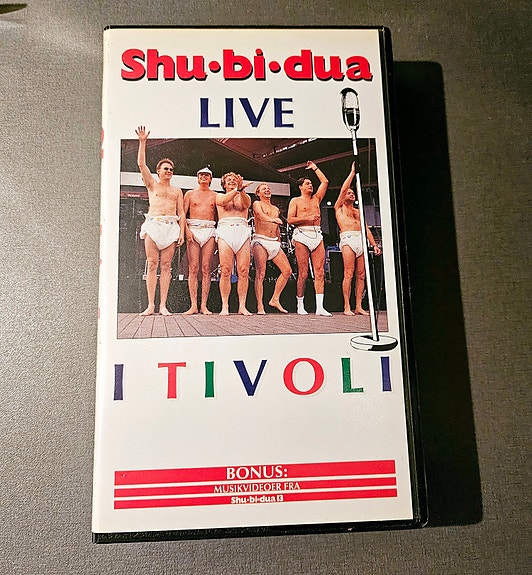 Shu•bi•dua
LIVE
I TIVOLI
BONUS:
MUSIKVIDEOER FRA
Shu•bi•dua 13